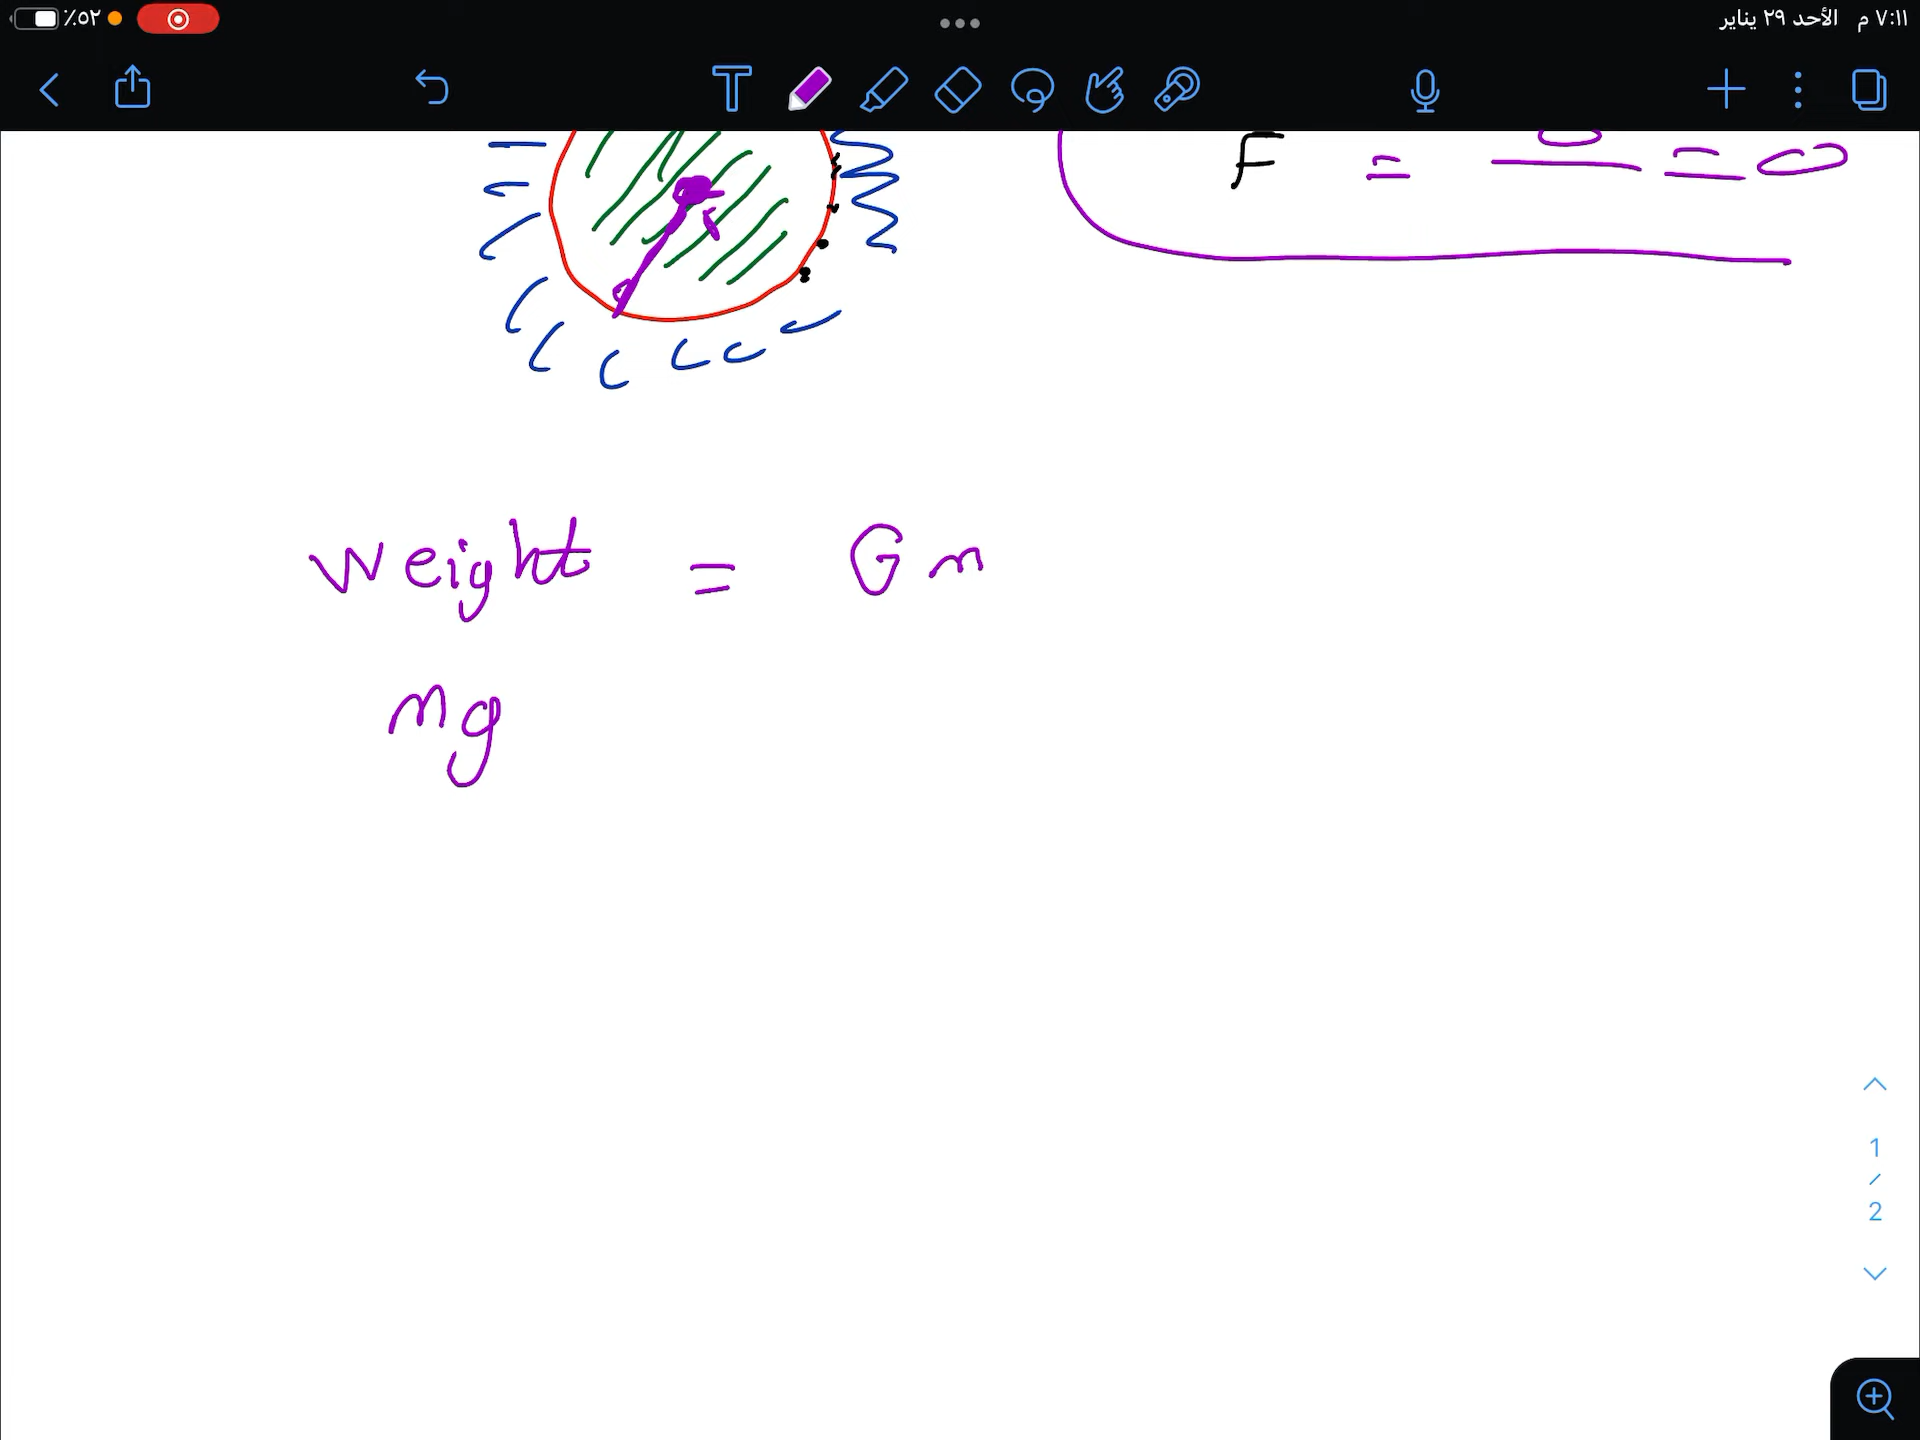 ٪٥٢
٧:١١ م الأحد ٢٩ يناير
T
F = = ∞
Weight = Gm
mg
1
/
2